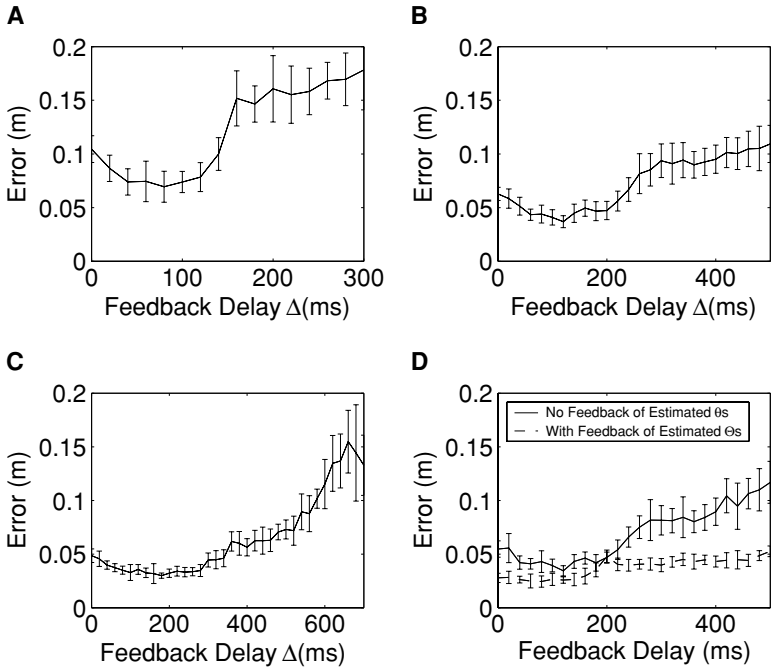 A
0.2
0.15
0.1
0.05
0
Error (m)
0 100 200 300
Feedback Delay Δ(ms)
B
0.2
0.15
0.1
0.05
0
Error (m)
0 200 400
Feedback Delay Δ(ms)
C
0.2
0.15
0.1
0.05
0
Error (m)
0 200 400 600
Feedback Delay Δ(ms)
D
0.2
0.15
0.1
0.05
0
Error (m)
No Feedback of Estimated θs
With Feedback of Estimated Θs
0 200 400
Feedback Delay (ms)